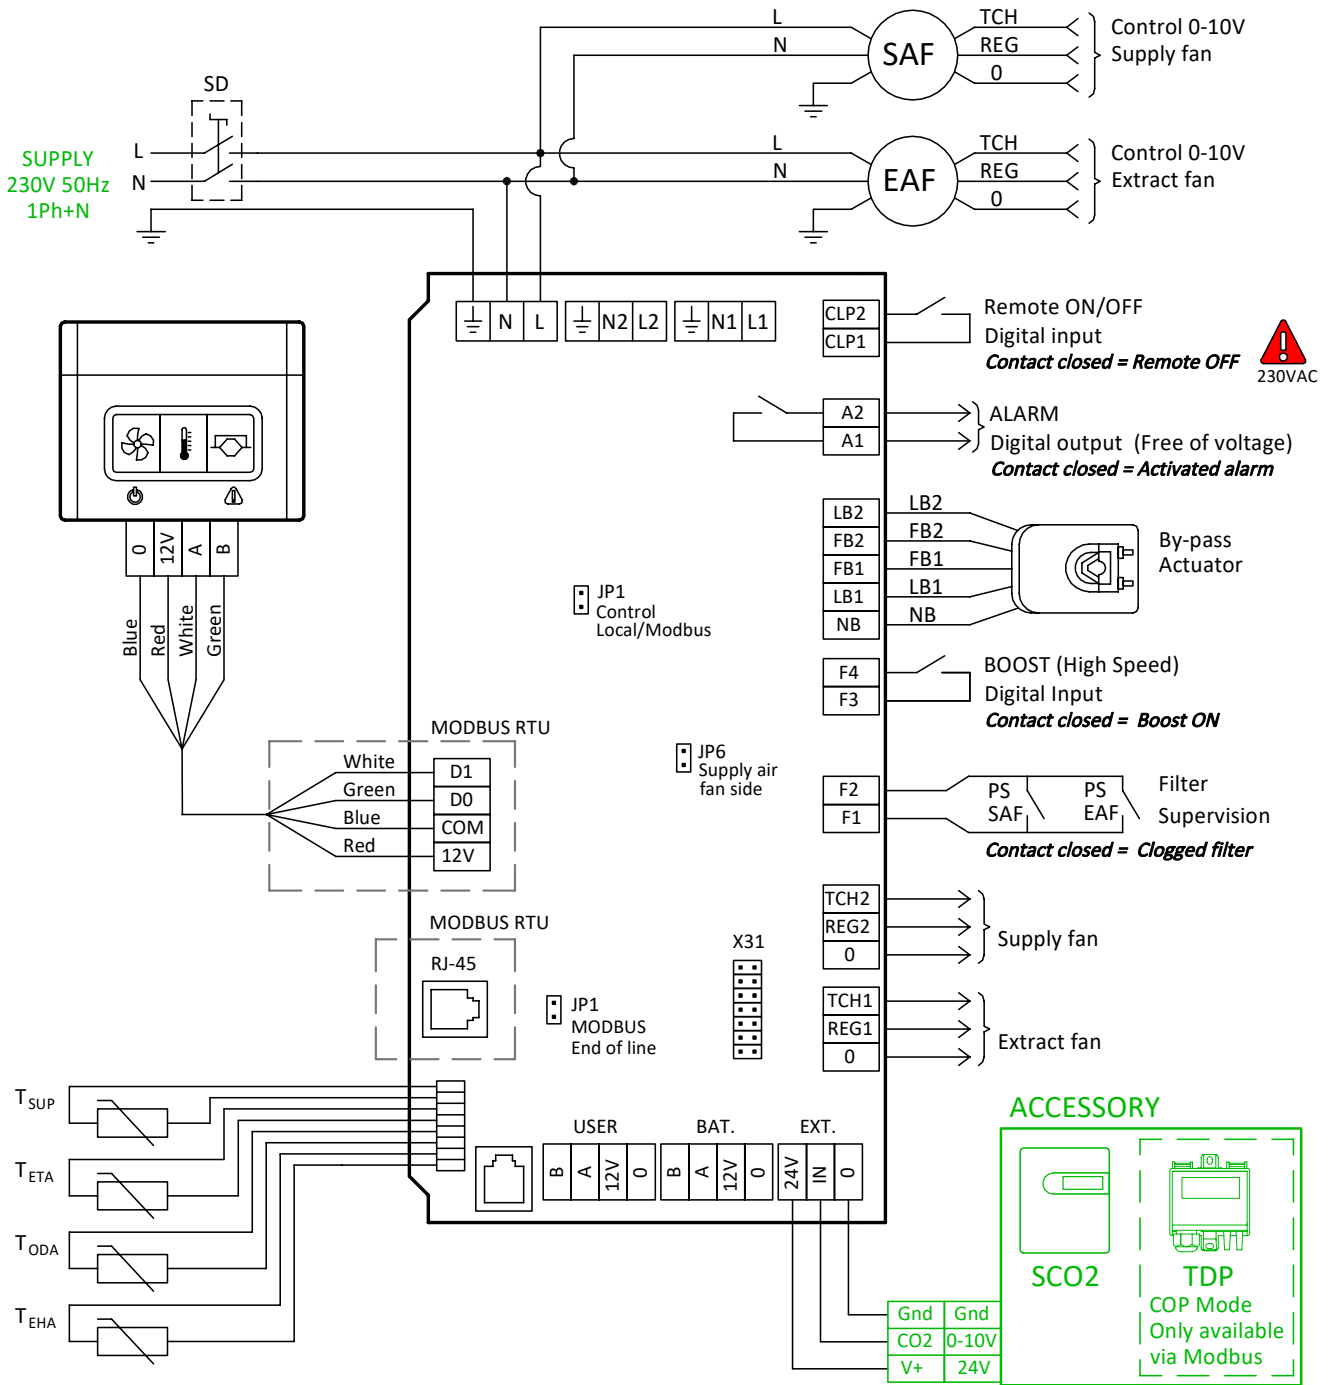 L
N
SAF
TCH
REG
0
Control 0-10V
Supply fan
SD
SUPPLY
230V 50Hz
1Ph+N
L
N
L
N
EAF
TCH
REG
0
Control 0-10V
Extract fan
N
L
N2
L2
N1
L1
CLP2
CLP1
Remote ON/OFF
Digital input
Contact closed = Remote OFF
230VAC
A2
A1
ALARM
Digital output (Free of voltage)
Contact closed = Activated alarm
0
12V
A
B
Blue
Red
White
Green
LB2
FB2
FB1
LB1
NB
LB2
FB2
FB1
LB1
NB
By-pass
Actuator
JP1
Control
Local/Modbus
F4
F3
BOOST (High Speed)
Digital Input
Contact closed = Boost ON
MODBUS RTU
White
Green
Blue
Red
D1
D0
COM
12V
JP6
Supply air
fan side
F2
F1
PS
SAF
PS
EAF
Filter
Supervision
Contact closed = Clogged filter
MODBUS RTU
RJ-45
JP1
MODBUS
End of line
X31
TCH2
REG2
0
Supply fan
TCH1
REG1
0
Extract fan
TSUP
TETA
TODA
TEHA
USER
B
A
12V
0
BAT.
B
A
12V
0
EXT.
24V
IN
0
ACCESSORY
SCO2
TDP
COP Mode
Only available
via Modbus
Gnd
Gnd
CO2
0-10V
V+
24V